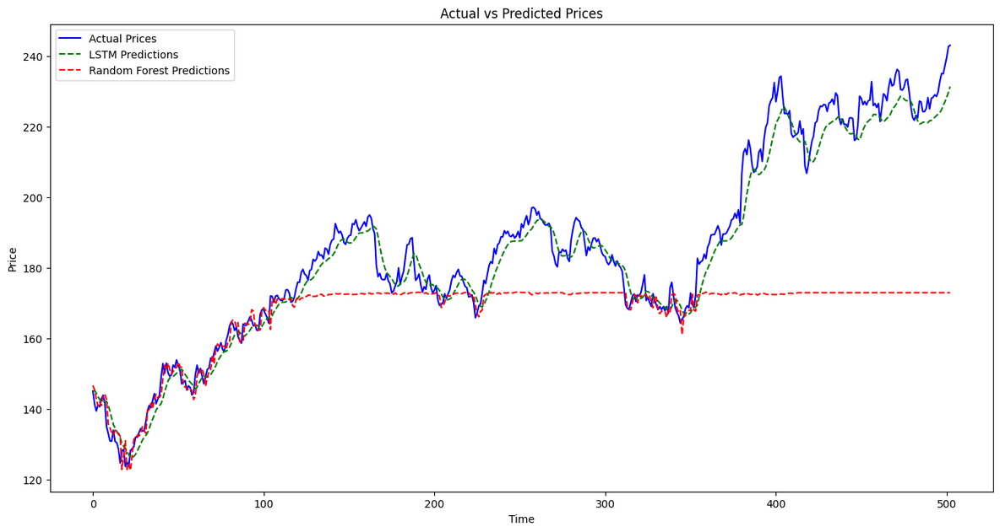 Actual vs Predicted Prices
Actual Prices
LSTM Predictions
Random Forest Predictions
Price
240
220
200
180
160
140
120
0 100 200 300 400 500
Time